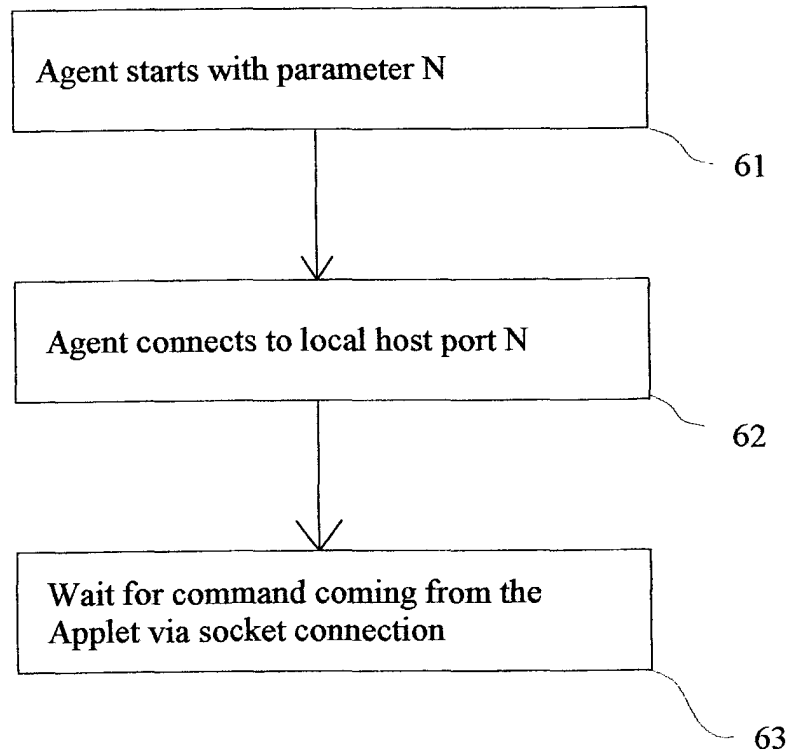 Agent starts with parameter N
61
Agent connects to local host port N
62
Wait for command coming from the
Applet via socket connection
63